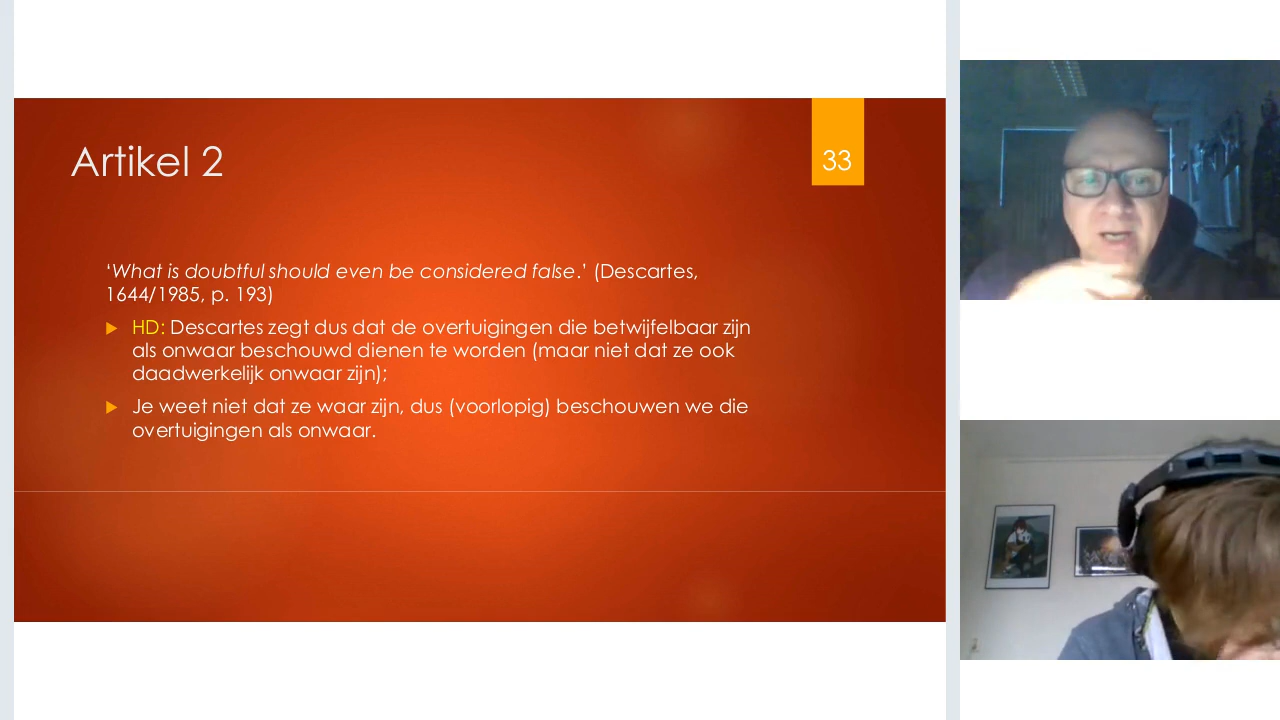 Artikel 2
33
‘What is doubtful should even be considered false.’ (Descartes,
1644/1985, p. 193)
HD: Descartes zegt dus dat de overtuigingen die betwijfelbaar zijn
als onwaar beschouwd dienen te worden (maar niet dat ze ook
daadwerkelijk onwaar zijn);
Je weet niet dat ze waar zijn, dus (voorlopig) beschouwen we die
overtuigingen als onwaar.